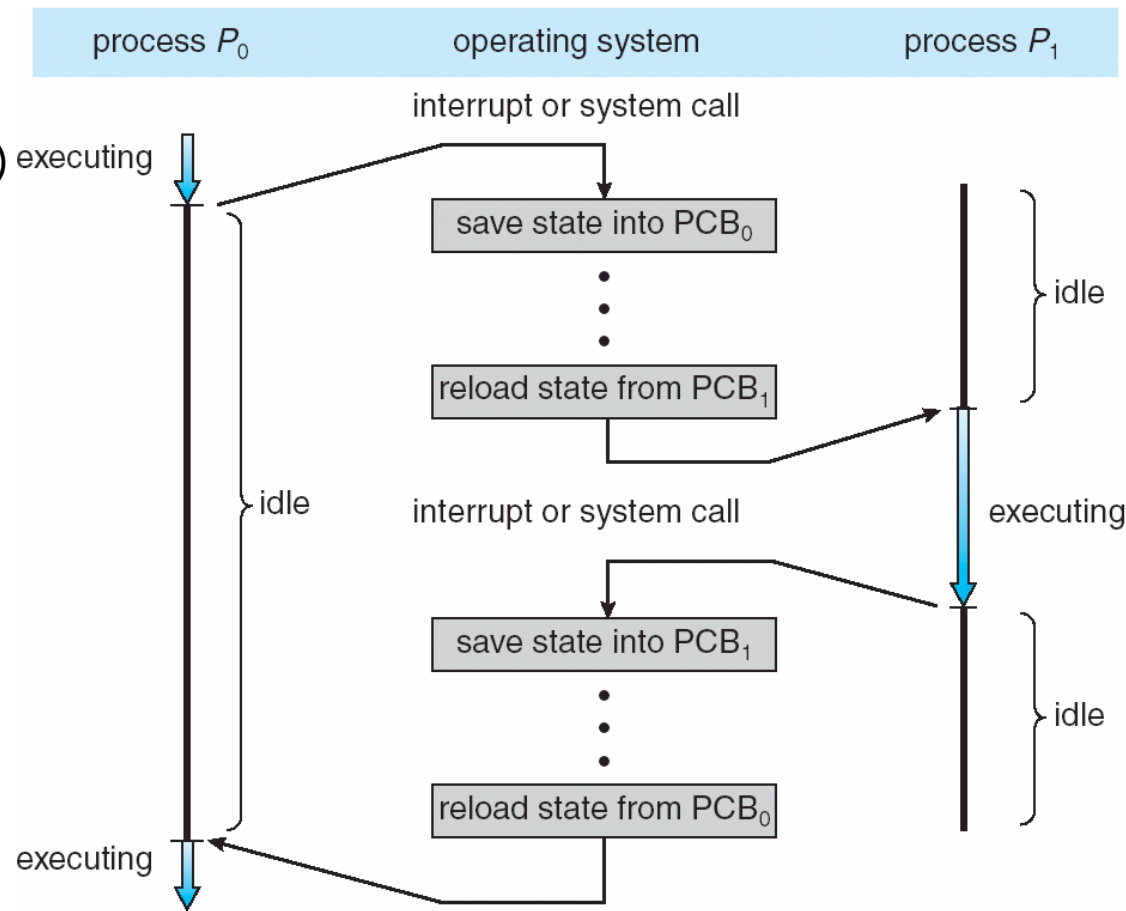 process P₀ operating system process P₁
interrupt or system call
) executing
save state into PCB₀
idle
reload state from PCB₁
idle
interrupt or system call
executing
save state into PCB₁
idle
reload state from PCB₀
executing